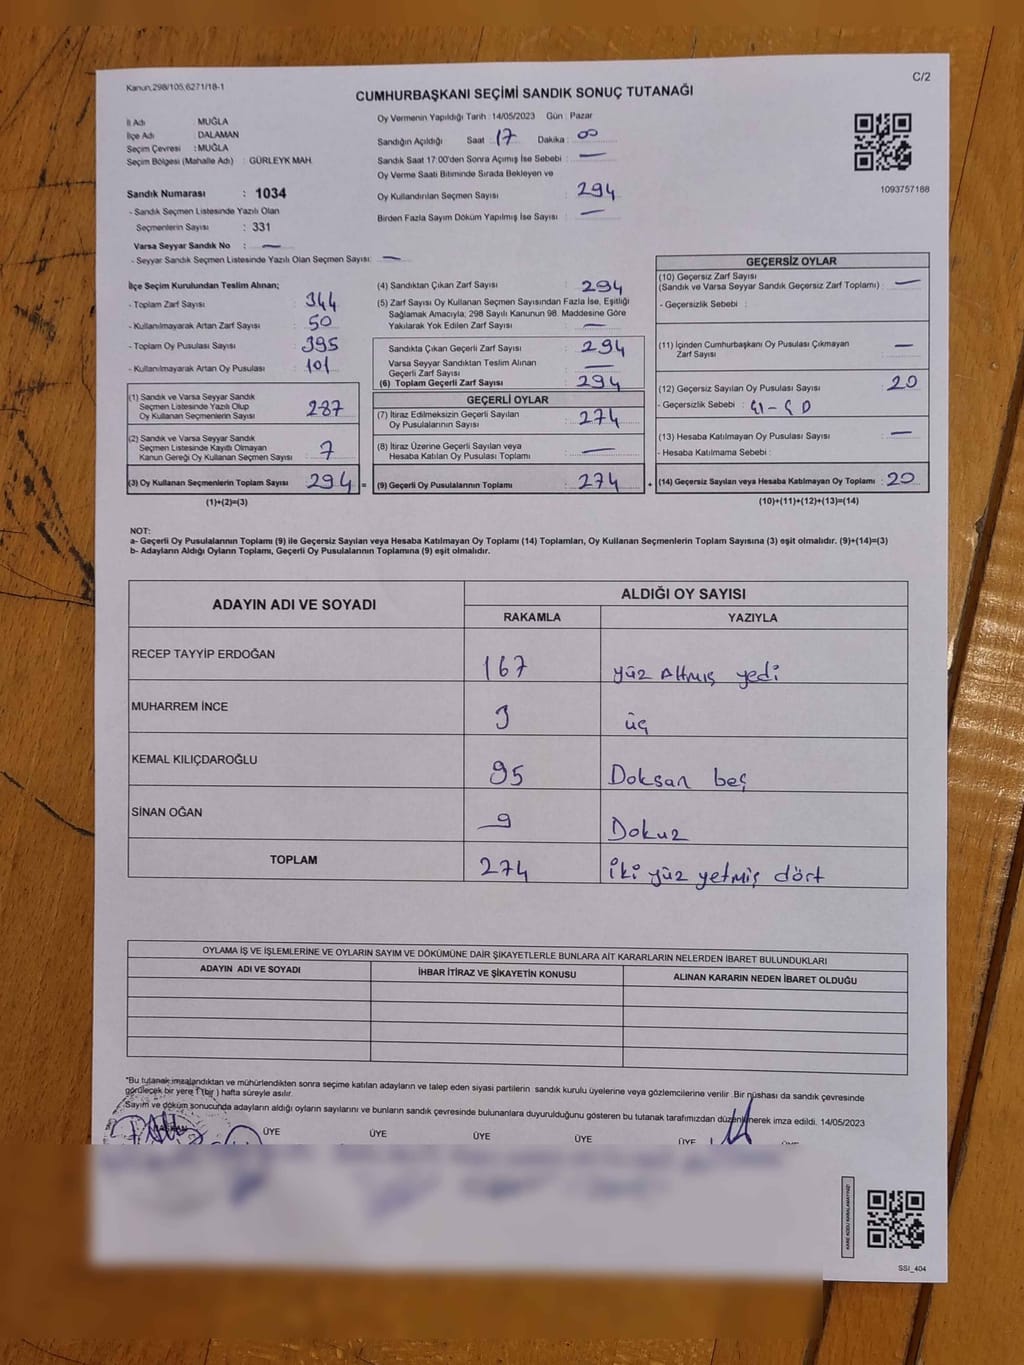 Kanun,298/105,6271/18-1
C/2
CUMHURBAŞKANI SEÇİMİ SANDIK SONUÇ TUTANAĞI
İl Adı MUĞLA
İlçe Adı DALAMAN
Seçim Çevresi :MUĞLA
Seçim Bölgesi (Mahalle Adı) : GÜRLEYK MAH.
Sandık Numarası : 1034
- Sandık Seçmen Listesinde Yazılı Olan
Seçmenlerin Sayısı : 331
Varsa Seyyar Sandık No : —
- Seyyar Sandık Seçmen Listesinde Yazılı Olan Seçmen Sayısı: —
Oy Vermenin Yapıldığı Tarih :14/05/2023 Gün : Pazar
Sandığın Açıldığı Saat : 17 Dakika : 00
Sandık Saat 17:00'den Sonra Açımış İse Sebebi : —
Oy Verme Saati Bitiminde Sırada Bekleyen ve
Oy Kullandırılan Seçmen Sayısı : 294
Birden Fazla Sayım Döküm Yapılmış İse Sayısı : —
1093757188
İlçe Seçim Kurulundan Teslim Alınan;
- Toplam Zarf Sayısı : 344
- Kullanılmayarak Artan Zarf Sayısı : 50
- Toplam Oy Pusulası Sayısı : 395
- Kullanılmayarak Artan Oy Pusulası : 101
(1) Sandık ve Varsa Seyyar Sandık
Seçmen Listesinde Yazılı Olup
Oy Kullanan Seçmenlerin Sayısı : 287
(2) Sandık ve Varsa Seyyar Sandık
Seçmen Listesinde Kayıtlı Olmayan
Kanun Gereği Oy Kullanan Seçmen Sayısı : 7
(3) Oy Kullanan Seçmenlerin Toplam Sayısı : 294 =
(1)+(2)=(3)
(4) Sandıktan Çıkan Zarf Sayısı : 294
(5) Zarf Sayısı Oy Kullanan Seçmen Sayısından Fazla İse, Eşitliği
Sağlamak Amacıyla; 298 Sayılı Kanunun 98. Maddesine Göre
Yakılarak Yok Edilen Zarf Sayısı : —
Sandıkta Çıkan Geçerli Zarf Sayısı : 294
Varsa Seyyar Sandıktan Teslim Alınan
Geçerli Zarf Sayısı : —
(6) Toplam Geçerli Zarf Sayısı : 294
GEÇERLİ OYLAR
(7) İtiraz Edilmeksizin Geçerli Sayılan
Oy Pusulalarının Sayısı : 274
(8) İtiraz Üzerine Geçerli Sayılan veya
Hesaba Katılan Oy Pusulası Toplamı : —
(9) Geçerli Oy Pusulalarının Toplamı : 274 +
GEÇERSİZ OYLAR
(10) Geçersiz Zarf Sayısı
(Sandık ve Varsa Seyyar Sandık Geçersiz Zarf Toplamı) : —
- Geçersizlik Sebebi :
(11) İçinden Cumhurbaşkanı Oy Pusulası Çıkmayan
Zarf Sayısı : —
(12) Geçersiz Sayılan Oy Pusulası Sayısı : 20
- Geçersizlik Sebebi :
(13) Hesaba Katılmayan Oy Pusulası Sayısı : —
- Hesaba Katılmama Sebebi :
(14) Geçersiz Sayılan veya Hesaba Katılmayan Oy Toplamı : 20
(10)+(11)+(12)+(13)=(14)
NOT:
a- Geçerli Oy Pusulalarının Toplamı (9) ile Geçersiz Sayılan veya Hesaba Katılmayan Oy Toplamı (14) Toplamları, Oy Kullanan Seçmenlerin Toplam Sayısına (3) eşit olmalıdır. (9)+(14)=(3)
b- Adayların Aldığı Oyların Toplamı, Geçerli Oy Pusulalarının Toplamına (9) eşit olmalıdır.
ADAYIN ADI VE SOYADI
ALDIĞI OY SAYISI
RAKAMLA YAZIYLA
RECEP TAYYİP ERDOĞAN 167 yüz Altmış yedi
MUHARREM İNCE 3 üç
KEMAL KILIÇDAROĞLU 95 Doksan beş
SİNAN OĞAN 9 Dokuz
TOPLAM 274 iki yüz yetmiş dört
OYLAMA İŞ VE İŞLEMLERİNE VE OYLARIN SAYIM VE DÖKÜMÜNE DAİR ŞİKAYETLERLE BUNLARA AİT KARARLARIN NELERDEN İBARET BULUNDUKLARI
ADAYIN ADI VE SOYADI İHBAR İTİRAZ VE ŞİKAYETİN KONUSU ALINAN KARARIN NEDEN İBARET OLDUĞU
"Bu tutanak imzalandıktan ve mühürlendikten sonra seçime katılan adayların ve talep eden siyasi partilerin sandık kurulu üyelerine veya gözlemcilerine verilir .Bir nüshası da sandık çevresinde
görülecek bir yere 1 (bir) hafta süreyle asılır.
Sayım ve döküm sonucunda adayların aldığı oyların sayılarını ve bunların sandık çevresinde bulunanlara duyurulduğunu gösteren bu tutanak tarafımızdan düzenlenerek imza edildi. 14/05/2023
BAŞKAN ÜYE ÜYE ÜYE ÜYE ÜYE ÜYE
KARE KODU KARALAMAYINIZ!
SSI_404